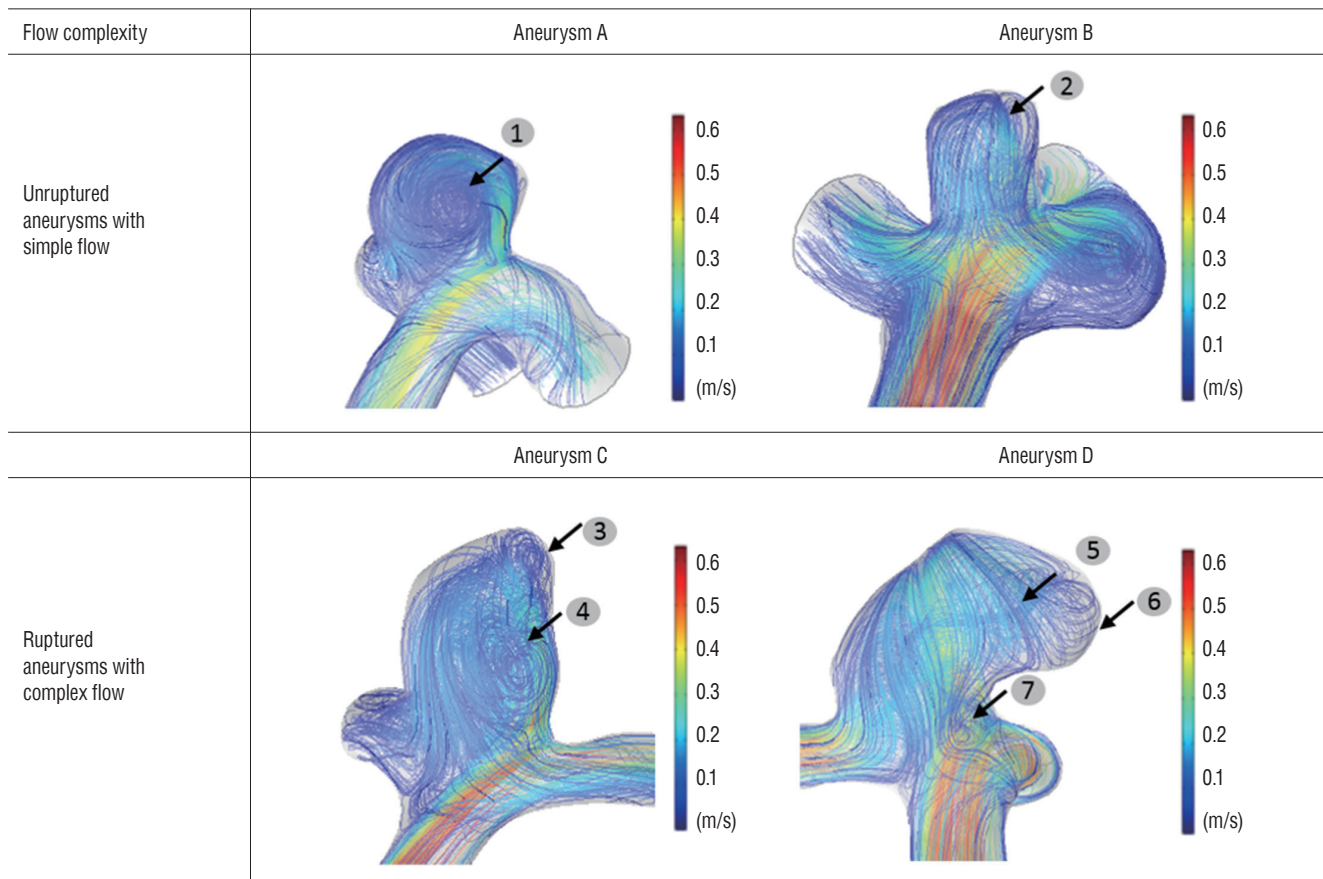 Flow complexity
Aneurysm A
Aneurysm B
Unruptured
aneurysms with
simple flow
1
0.6
0.5
0.4
0.3
0.2
0.1
(m/s)
2
0.6
0.5
0.4
0.3
0.2
0.1
(m/s)
Aneurysm C
Aneurysm D
Ruptured
aneurysms with
complex flow
3
4
0.6
0.5
0.4
0.3
0.2
0.1
(m/s)
5
6
7
0.6
0.5
0.4
0.3
0.2
0.1
(m/s)